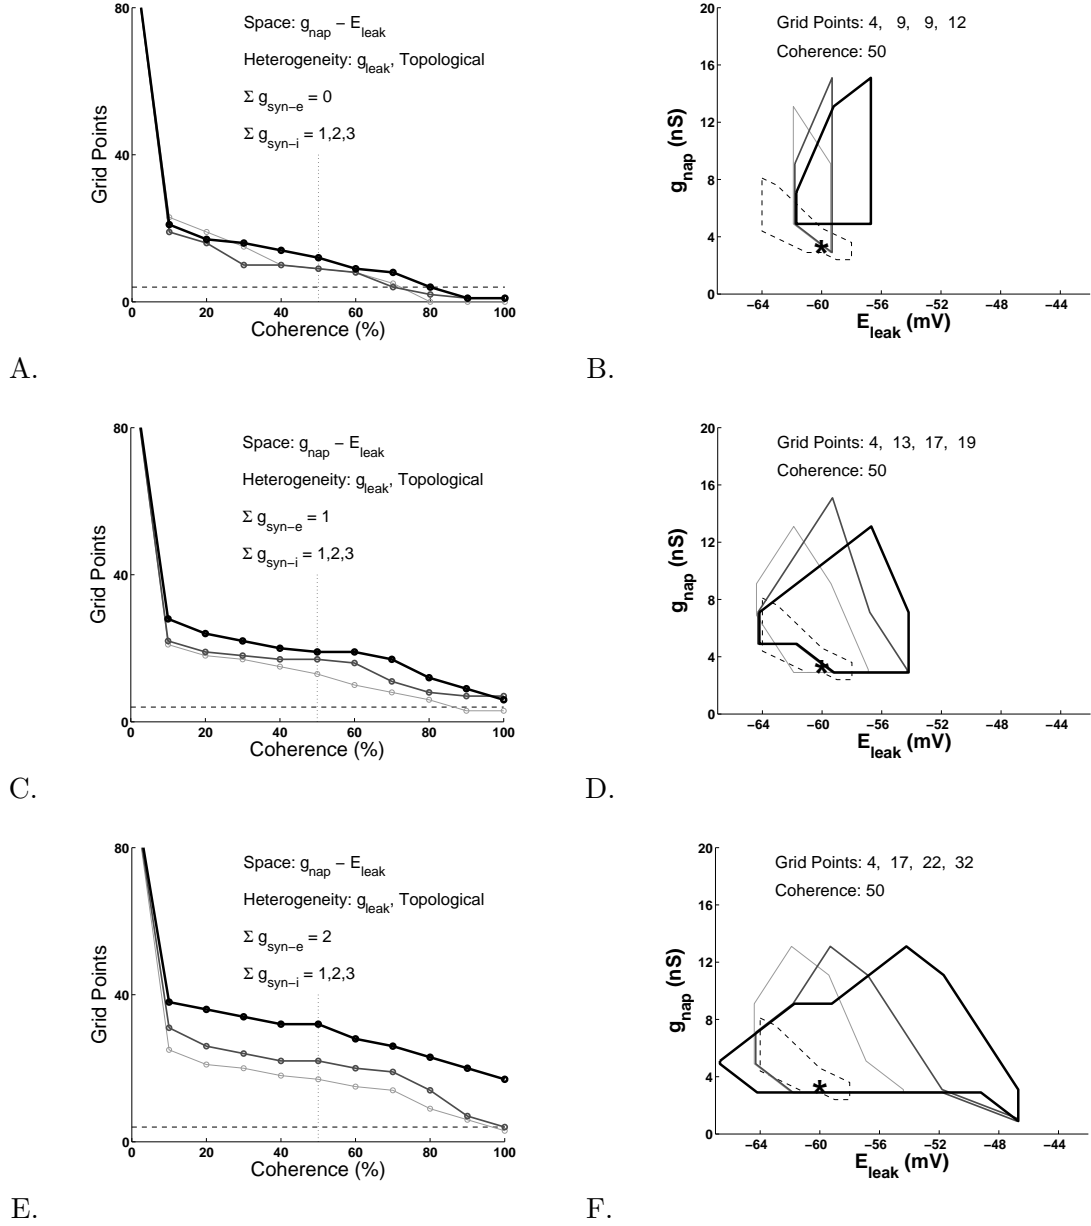 80
40
0
Grid Points
Space: g_nap − E_leak
Heterogeneity: g_leak, Topological
Σ g_syn−e = 0
Σ g_syn−i = 1,2,3
0 20 40 60 80 100
Coherence (%)
A.
20
16
12
8
4
0
g_nap (nS)
Grid Points: 4, 9, 9, 12
Coherence: 50
*
−64 −60 −56 −52 −48 −44
E_leak (mV)
B.
80
40
0
Grid Points
Space: g_nap − E_leak
Heterogeneity: g_leak, Topological
Σ g_syn−e = 1
Σ g_syn−i = 1,2,3
0 20 40 60 80 100
Coherence (%)
C.
20
16
12
8
4
0
g_nap (nS)
Grid Points: 4, 13, 17, 19
Coherence: 50
*
−64 −60 −56 −52 −48 −44
E_leak (mV)
D.
80
40
0
Grid Points
Space: g_nap − E_leak
Heterogeneity: g_leak, Topological
Σ g_syn−e = 2
Σ g_syn−i = 1,2,3
0 20 40 60 80 100
Coherence (%)
E.
20
16
12
8
4
0
g_nap (nS)
Grid Points: 4, 17, 22, 32
Coherence: 50
*
−64 −60 −56 −52 −48 −44
E_leak (mV)
F.